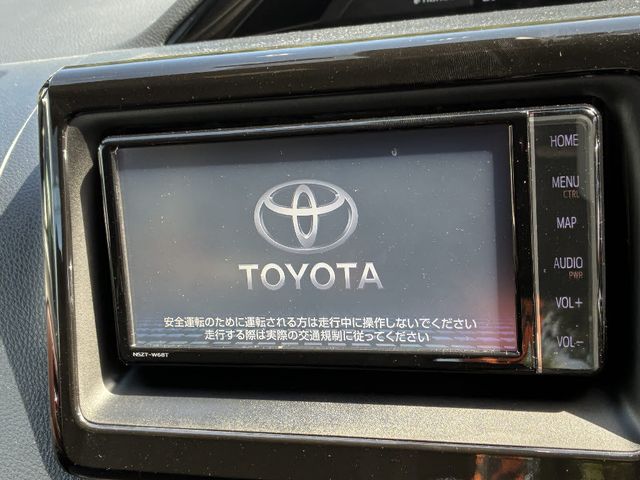 HOME
MENU
CTRL
MAP
AUDIO
PWR
VOL+
VOL-
TOYOTA
安全運転のために運転される方は走行中に操作しないでください
走行する際は実際の交通規制に従ってください
NSZT-W68T